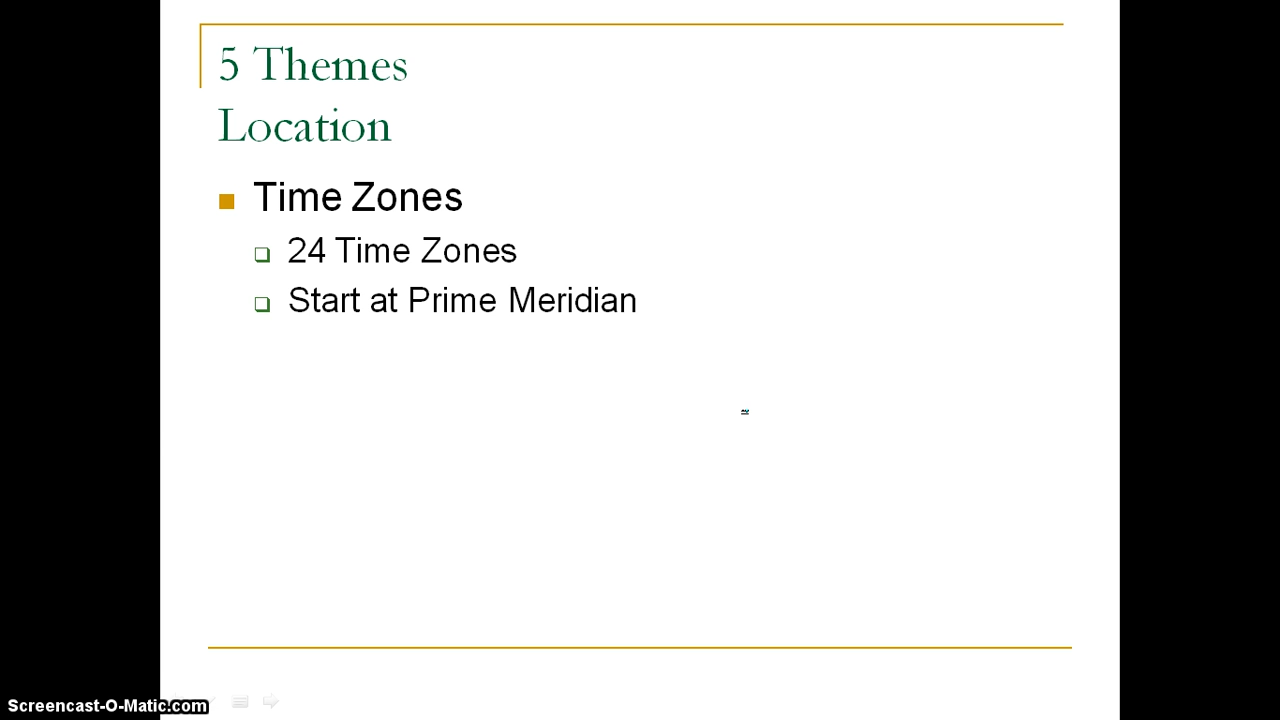 5 Themes
Location
Time Zones
24 Time Zones
Start at Prime Meridian
Screencast-O-Matic.com